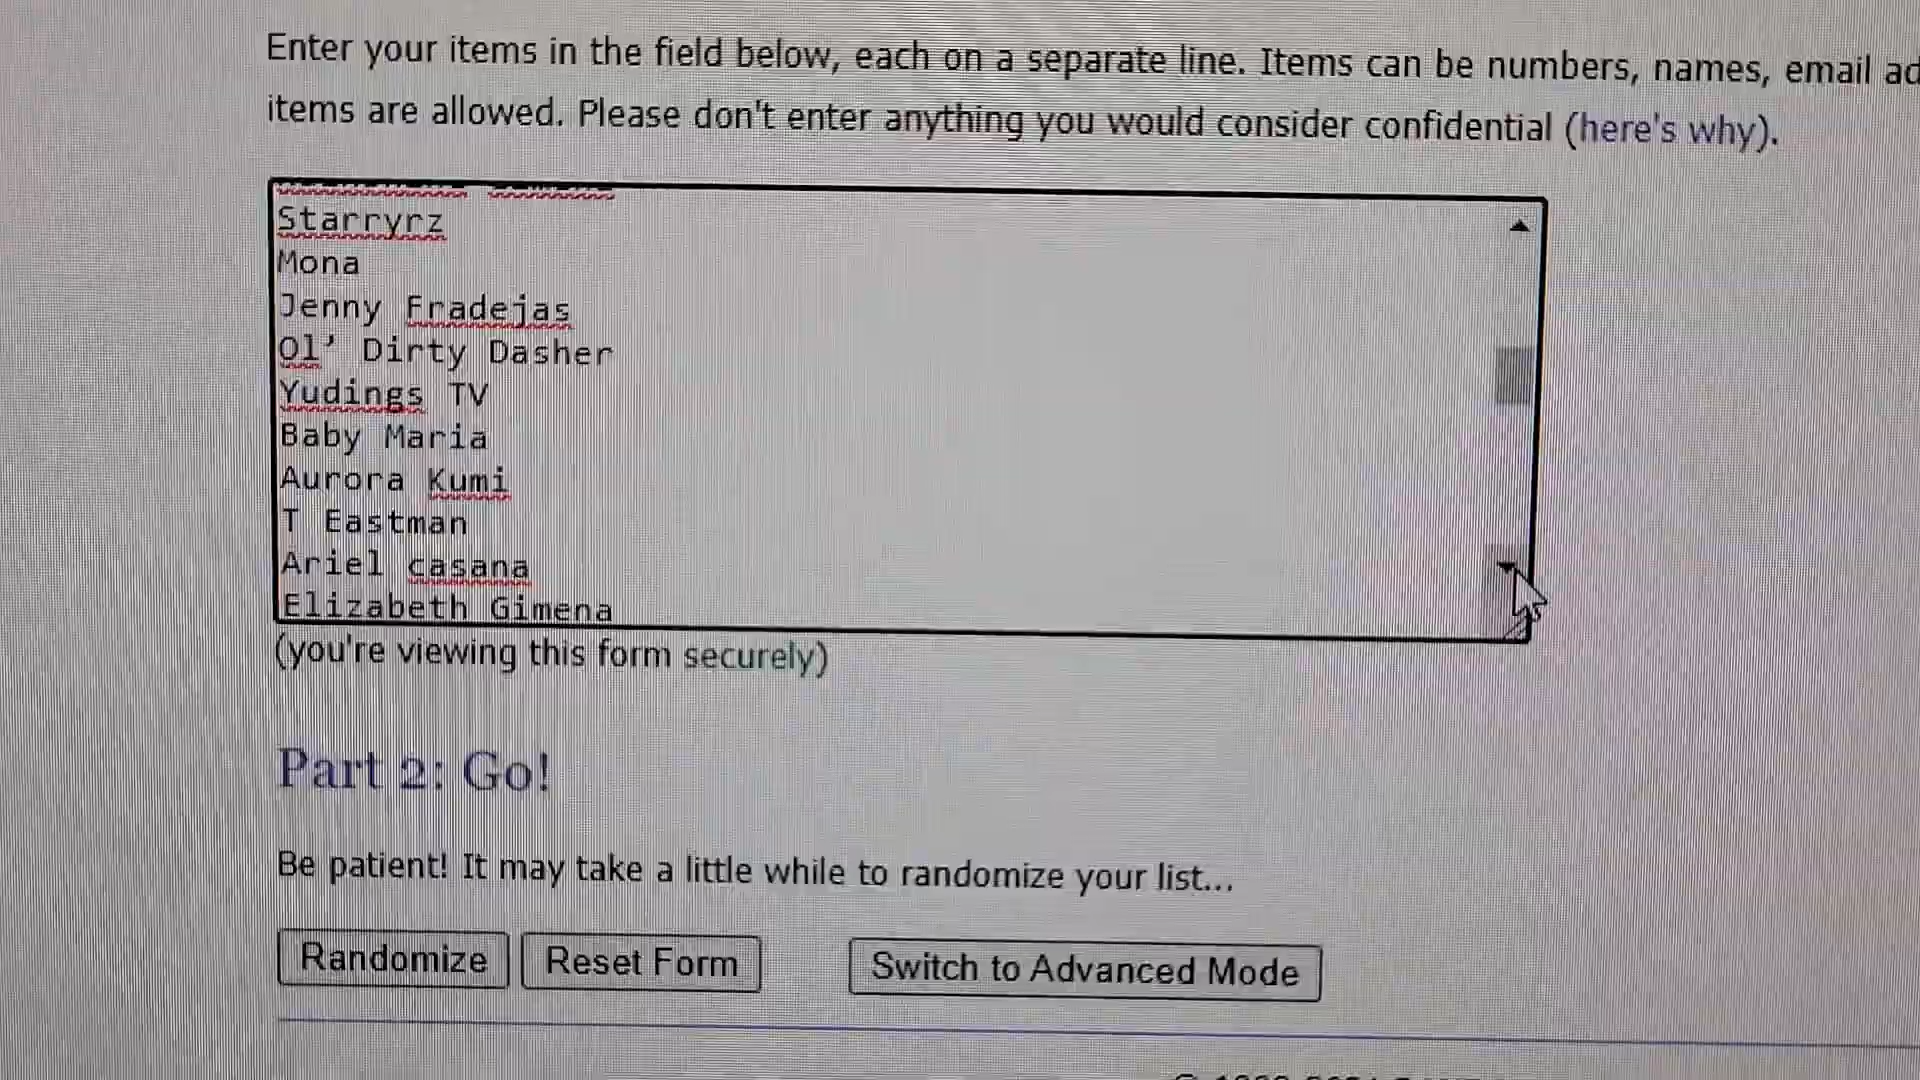 Enter your items in the field below, each on a separate line. Items can be numbers, names, email ad
items are allowed. Please don't enter anything you would consider confidential (here's why).
Starryrz
Mona
Jenny Fradejas
Ol' Dirty Dasher
Yudings TV
Baby Maria
Aurora Kumi
T Eastman
Ariel casana
Elizabeth Gimena
(you're viewing this form securely)
Part 2: Go!
Be patient! It may take a little while to randomize your list...
Randomize Reset Form Switch to Advanced Mode